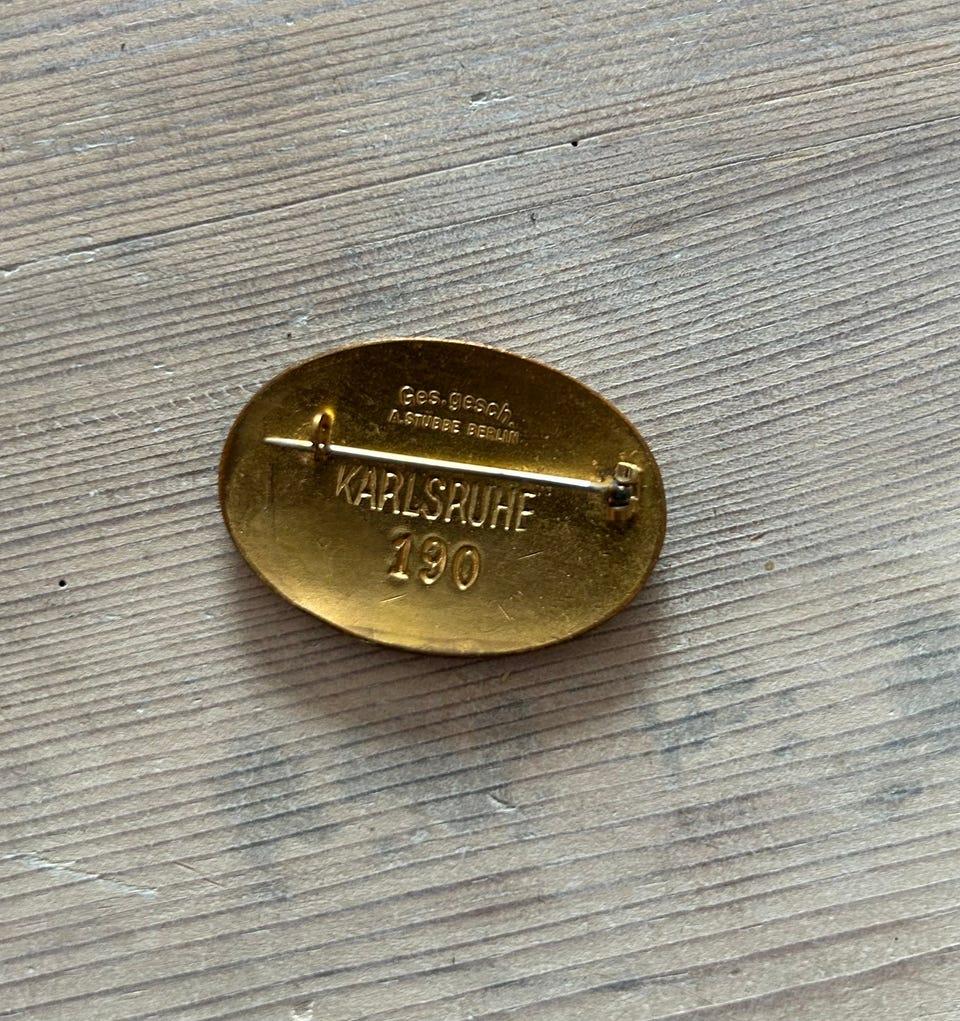 Ges. gesch.
A. STÜBBE BERLIN
KARLSRUHE
190